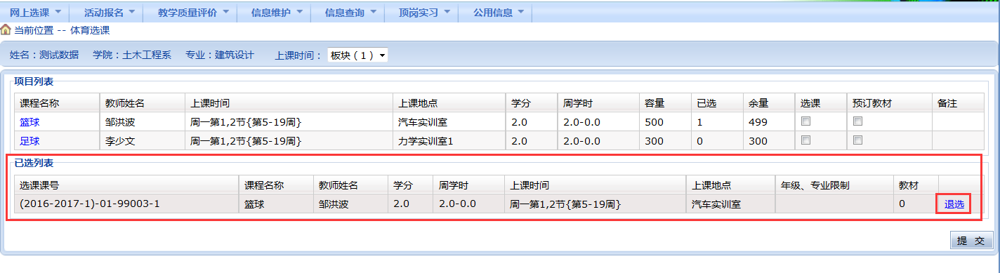 网上选课 活动报名 教学质量评价 信息维护 信息查询 顶岗实习 公用信息
当前位置 -- 体育选课
姓名：测试数据 学院：土木工程系 专业：建筑设计 上课时间： 板块（1）
项目列表
课程名称 教师姓名 上课时间 上课地点 学分 周学时 容量 已选 余量 选课 预订教材 备注
篮球 邹洪波 周一第1,2节{第5-19周} 汽车实训室 2.0 2.0-0.0 500 1 499
足球 李少文 周一第1,2节{第5-19周} 力学实训室1 2.0 2.0-0.0 300 0 300
已选列表
选课课号 课程名称 教师姓名 学分 周学时 上课时间 上课地点 年级、专业限制 教材
(2016-2017-1)-01-99003-1 篮球 邹洪波 2.0 2.0-0.0 周一第1,2节{第5-19周} 汽车实训室 0 退选
提 交